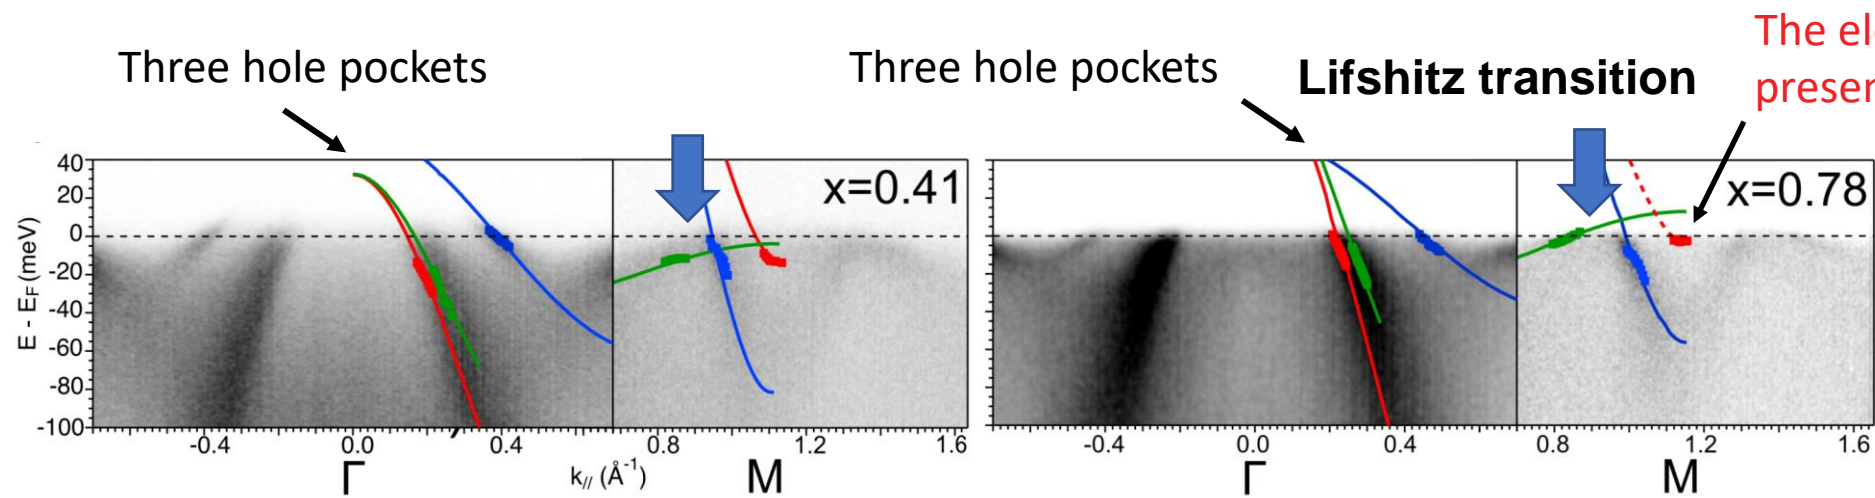 The el
Three hole pockets
Three hole pockets
Lifshitz transition
preser
40
20
0
-20
-40
-60
-80
-100
E - EF (meV)
x=0.41
x=0.78
-0.4 0.0 0.4 0.8 1.2 1.6
-0.4 0.0 0.4 0.8 1.2 1.6
Γ k// (Å-1) M Γ M